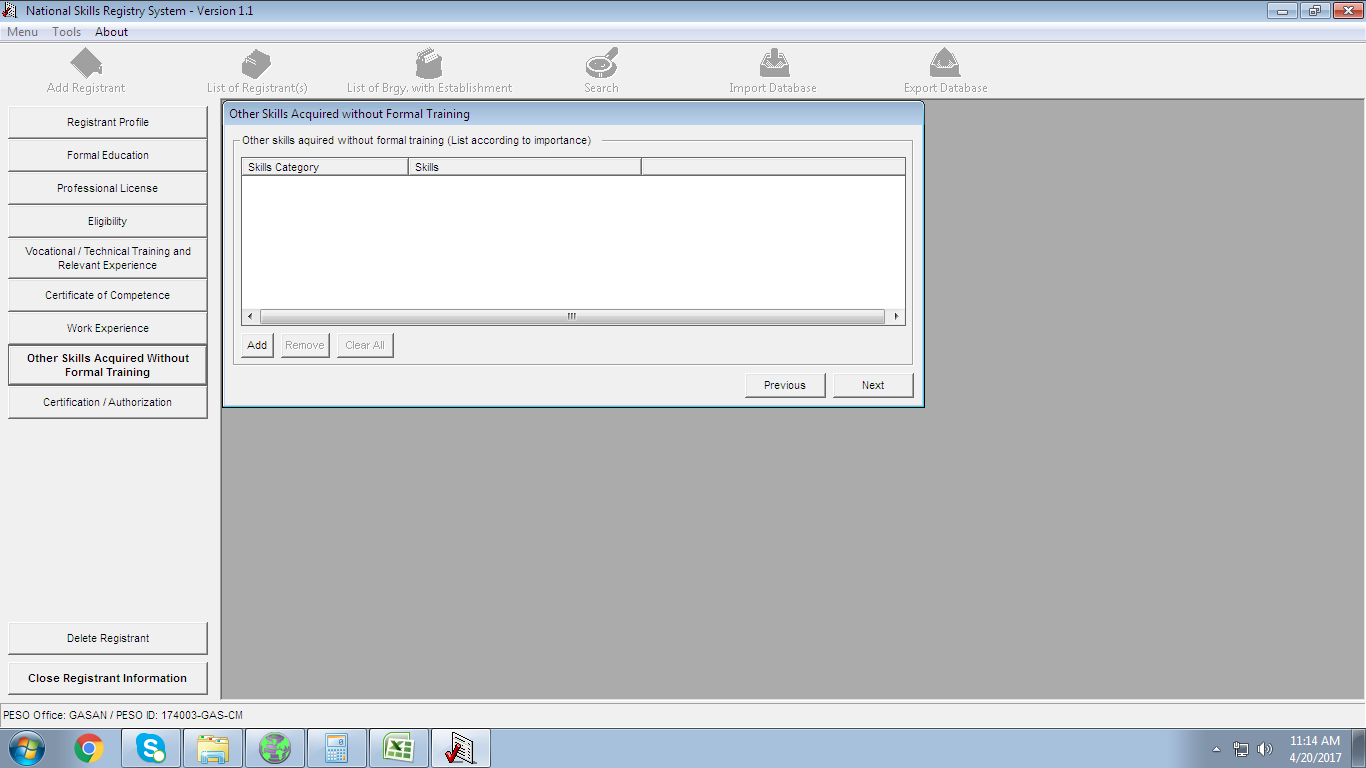 National Skills Registry System - Version 1.1
Menu Tools About
Add Registrant List of Registrant(s) List of Brgy. with Establishment Search Import Database Export Database
Registrant Profile
Formal Education
Professional License
Eligibility
Vocational / Technical Training and
Relevant Experience
Certificate of Competence
Work Experience
Other Skills Acquired Without
Formal Training
Certification / Authorization
Other Skills Acquired without Formal Training
Other skills aquired without formal training (List according to importance)
Skills Category Skills
Add Remove Clear All
Previous Next
Delete Registrant
Close Registrant Information
PESO Office: GASAN / PESO ID: 174003-GAS-CM
11:14 AM
4/20/2017